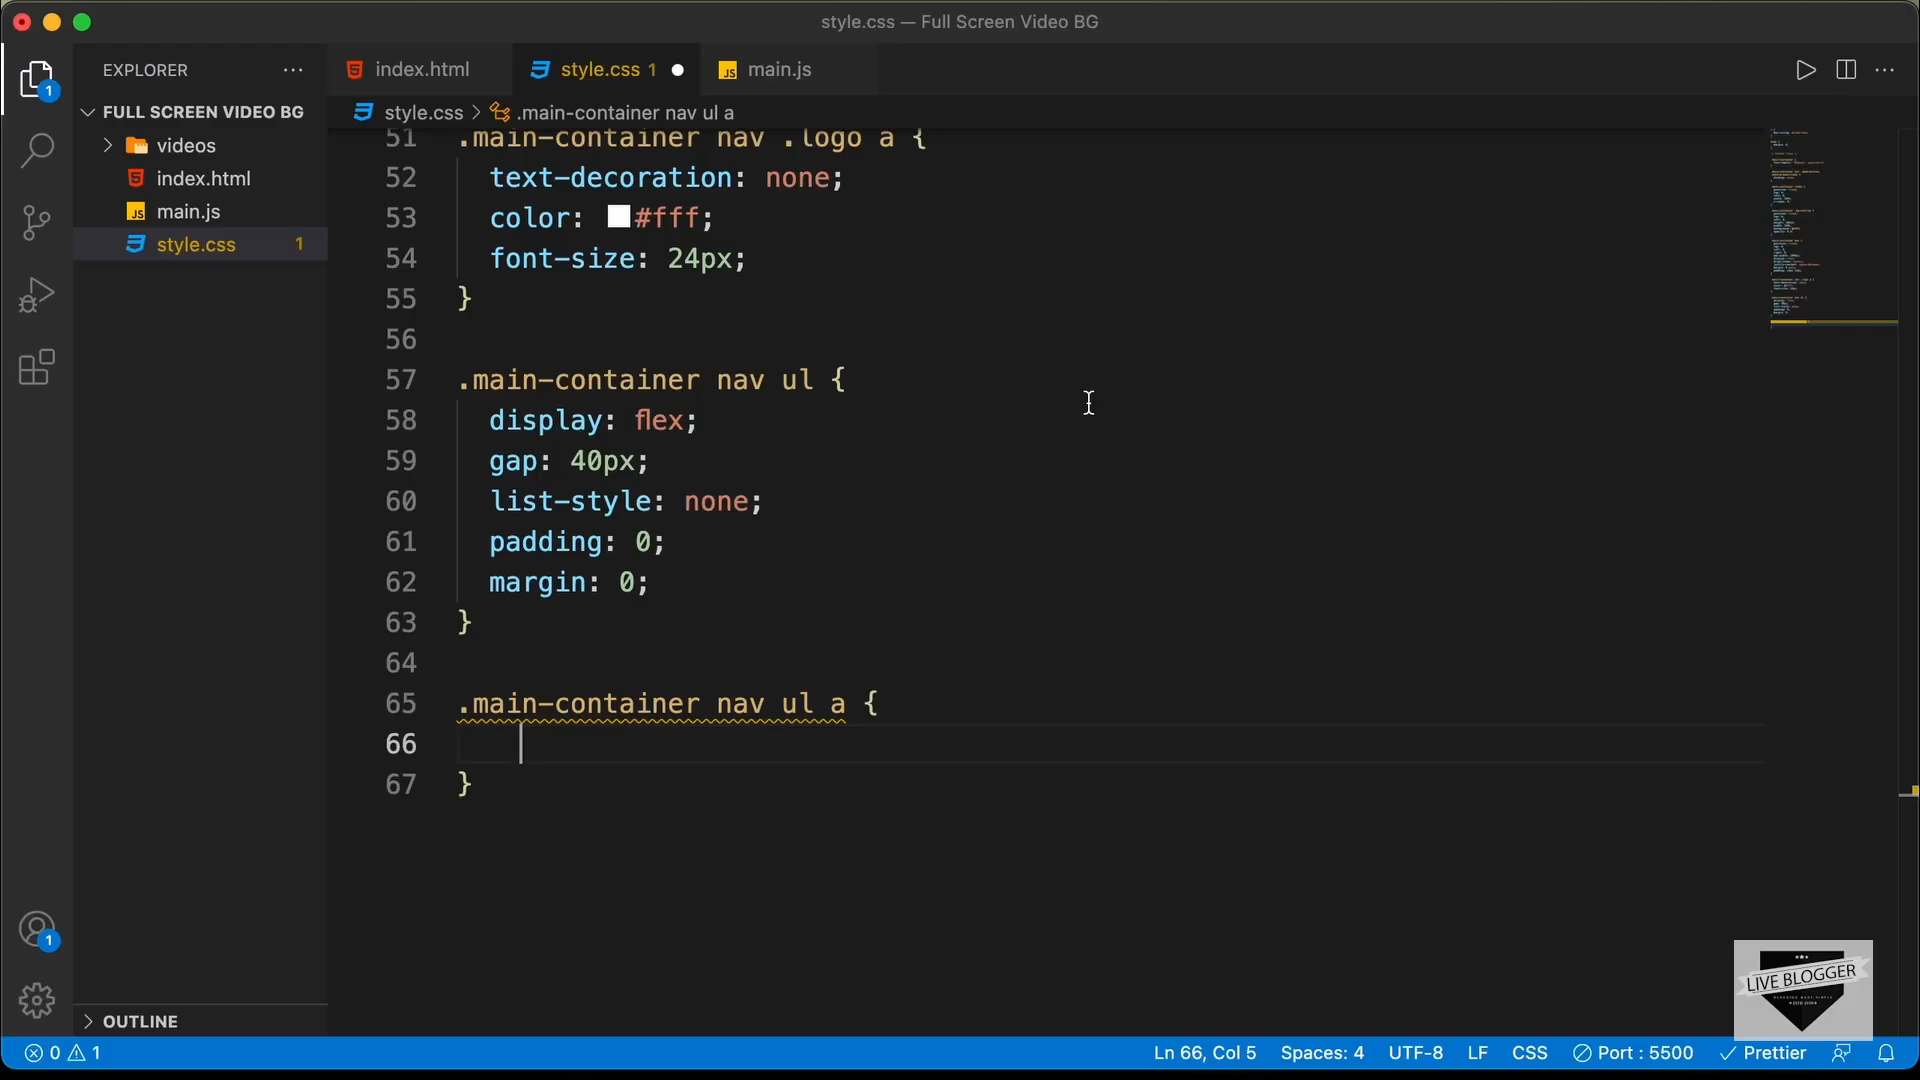 style.css — Full Screen Video BG
EXPLORER
index.html
style.css 1
main.js
FULL SCREEN VIDEO BG
style.css > .main-container nav ul a
videos
index.html
main.js
style.css 1
51 .main-container nav .logo a {
52 text-decoration: none;
53 color: #fff;
54 font-size: 24px;
55 }
56
57 .main-container nav ul {
58 display: flex;
59 gap: 40px;
60 list-style: none;
61 padding: 0;
62 margin: 0;
63 }
64
65 .main-container nav ul a {
66
67 }
1
1
OUTLINE
LIVE BLOGGER
0 1
Ln 66, Col 5 Spaces: 4 UTF-8 LF CSS Port : 5500 Prettier